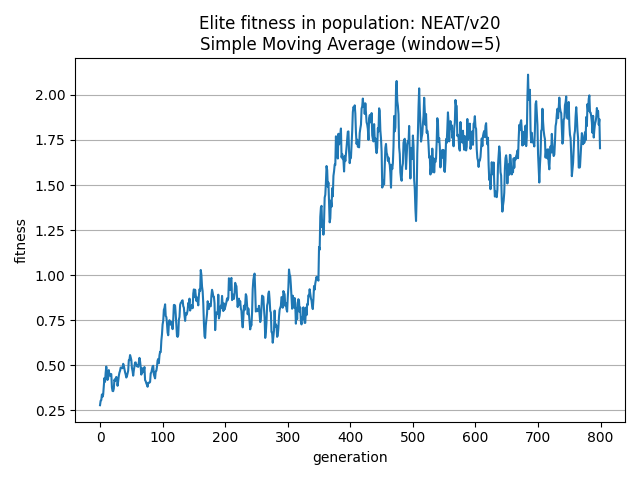 Elite fitness in population: NEAT/v20
Simple Moving Average (window=5)
2.00
1.75
1.50
1.25
1.00
0.75
0.50
0.25
fitness
0 100 200 300 400 500 600 700 800
generation